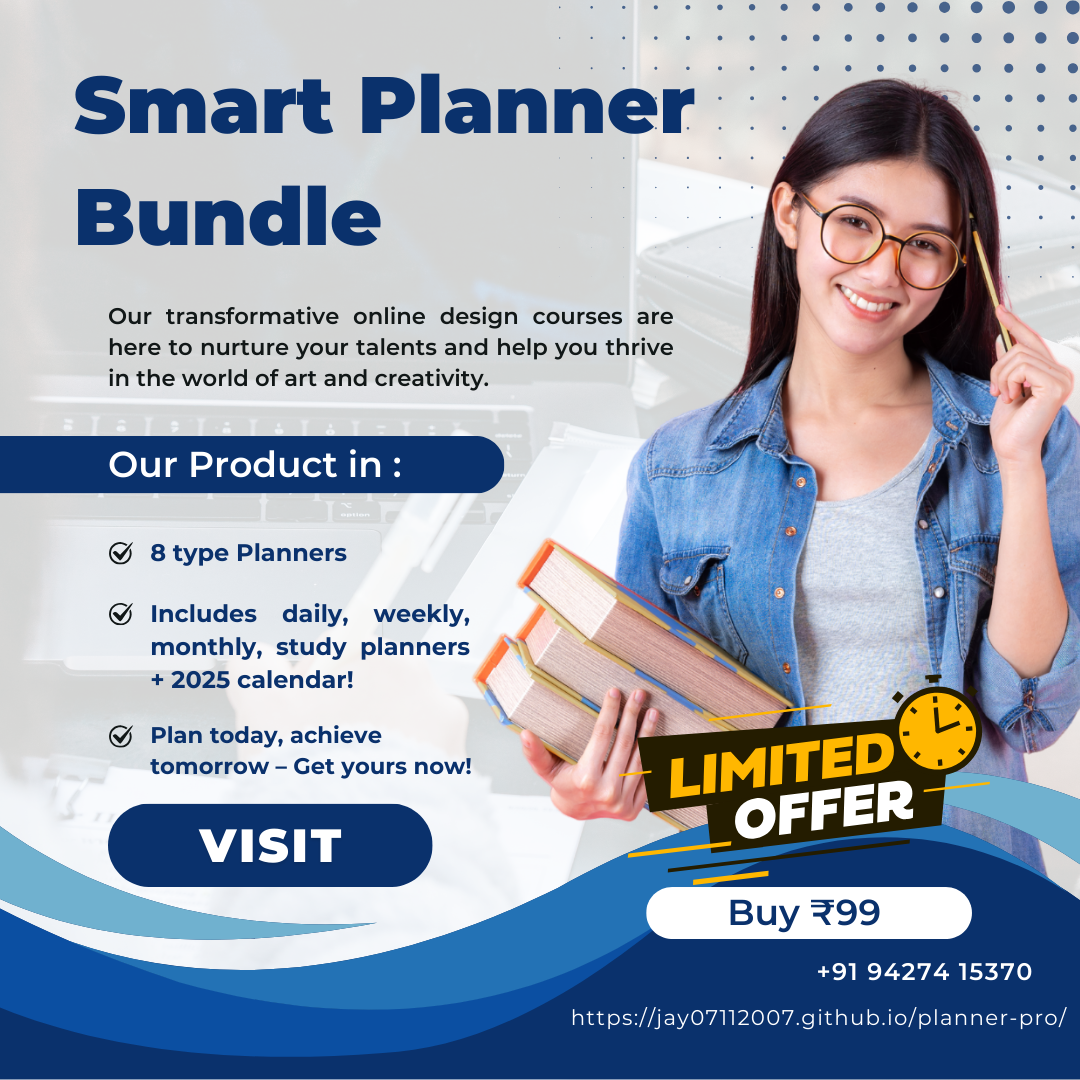 Smart Planner
Bundle
Our transformative online design courses are
here to nurture your talents and help you thrive
in the world of art and creativity.
Our Product in :
8 type Planners
Includes daily, weekly,
monthly, study planners
+ 2025 calendar!
Plan today, achieve
tomorrow – Get yours now!
VISIT
LIMITED
OFFER
Buy ₹99
+91 94274 15370
https://jay07112007.github.io/planner-pro/
option